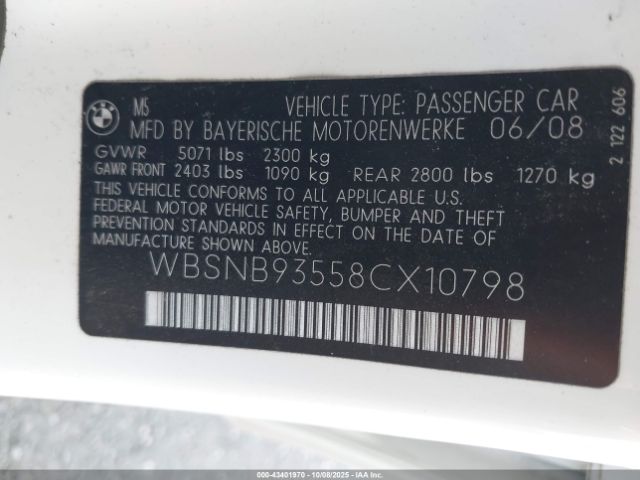 BMW
M5 VEHICLE TYPE: PASSENGER CAR
MFD BY BAYERISCHE MOTORENWERKE 06/08
GVWR 5071 lbs 2300 kg
GAWR FRONT 2403 lbs 1090 kg REAR 2800 lbs 1270 kg
THIS VEHICLE CONFORMS TO ALL APPLICABLE U.S.
FEDERAL MOTOR VEHICLE SAFETY, BUMPER AND THEFT
PREVENTION STANDARDS IN EFFECT ON THE DATE OF
MANUFACTURE SHOWN ABOVE.
WBSNB93558CX10798
2 122 606
000-43401970 • 10/08/2025 • IAAI.COM